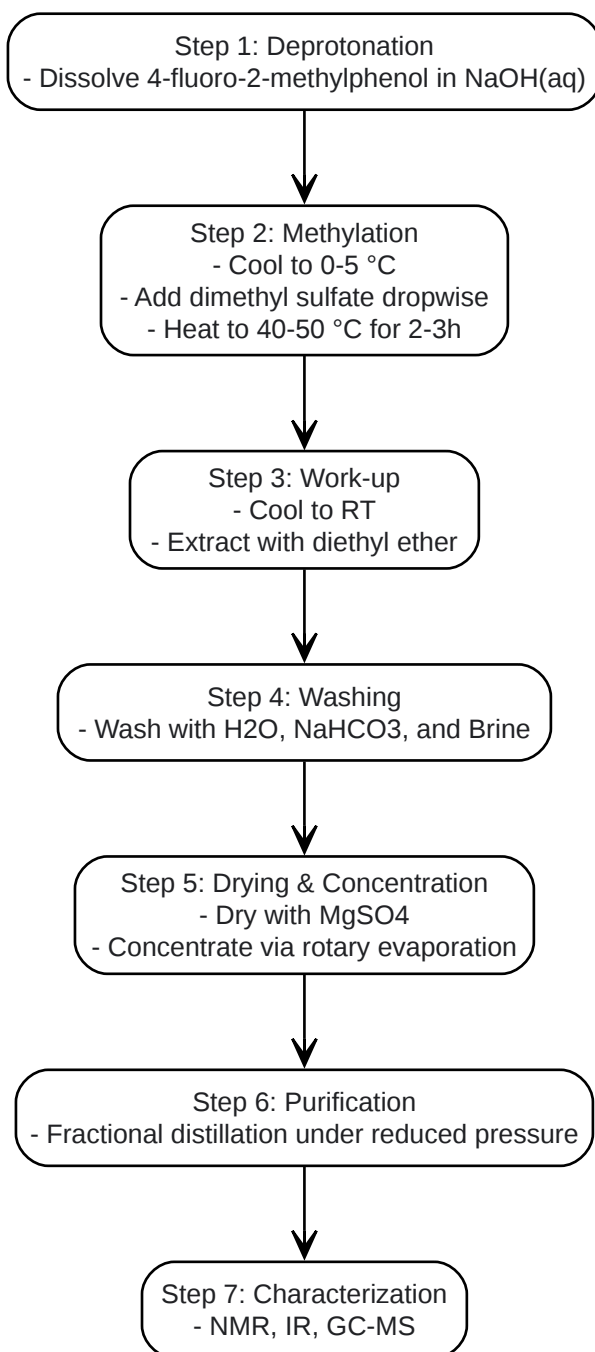 Step 1: Deprotonation
- Dissolve 4-fluoro-2-methylphenol in NaOH(aq)
Step 2: Methylation
- Cool to 0-5 °C
- Add dimethyl sulfate dropwise
- Heat to 40-50 °C for 2-3h
Step 3: Work-up
- Cool to RT
- Extract with diethyl ether
Step 4: Washing
- Wash with H2O, NaHCO3, and Brine
Step 5: Drying & Concentration
- Dry with MgSO4
- Concentrate via rotary evaporation
Step 6: Purification
- Fractional distillation under reduced pressure
Step 7: Characterization
- NMR, IR, GC-MS